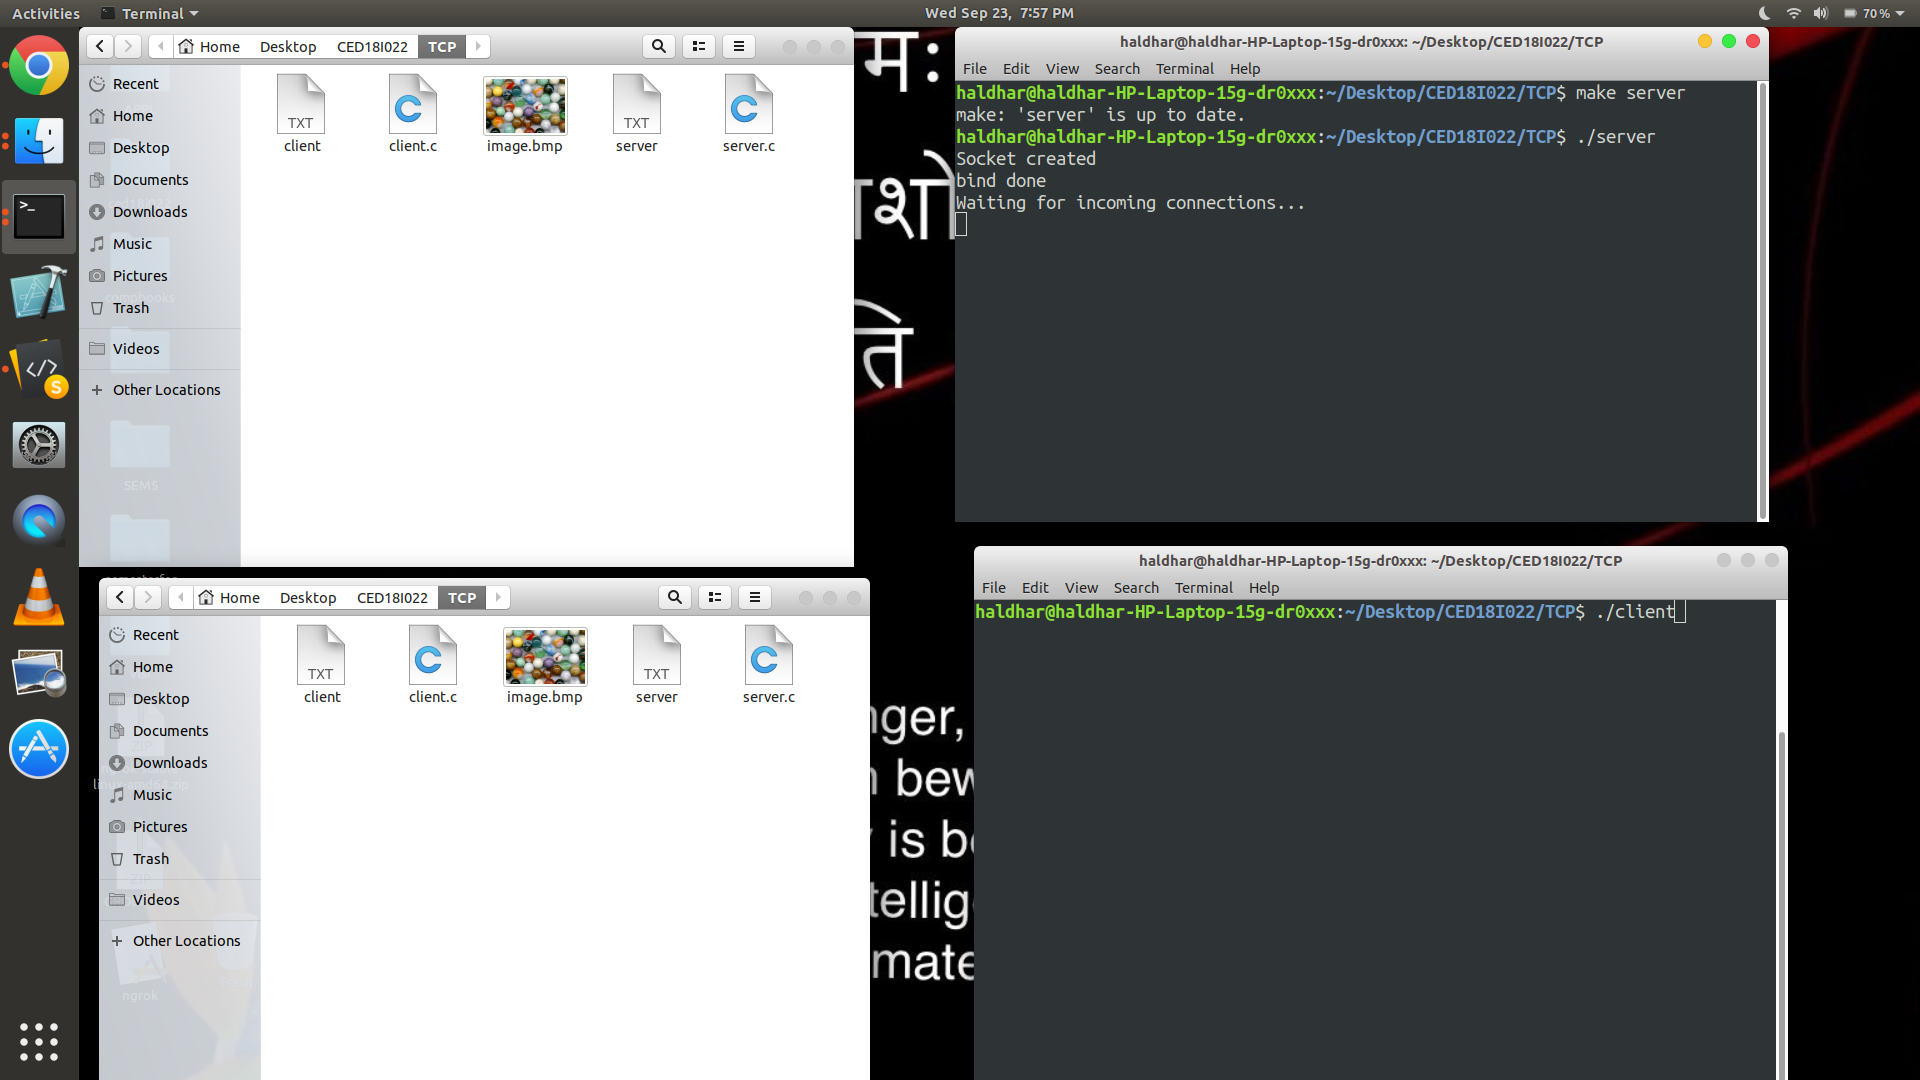 Activities
Terminal
Wed Sep 23, 7:57 PM
70 %
Home
Desktop
CED18I022
TCP
Recent
Home
Desktop
Documents
Downloads
Music
Pictures
Trash
Videos
Other Locations
SEMS
TXT
client
client.c
image.bmp
TXT
server
server.c
ति
haldhar@haldhar-HP-Laptop-15g-dr0xxx: ~/Desktop/CED18I022/TCP
File Edit View Search Terminal Help
haldhar@haldhar-HP-Laptop-15g-dr0xxx:~/Desktop/CED18I022/TCP$ make server
make: 'server' is up to date.
haldhar@haldhar-HP-Laptop-15g-dr0xxx:~/Desktop/CED18I022/TCP$ ./server
Socket created
bind done
Waiting for incoming connections...
Home
Desktop
CED18I022
TCP
Recent
Home
Desktop
Documents
Downloads
Music
Pictures
Trash
Videos
Other Locations
ngrok
TXT
client
client.c
image.bmp
TXT
server
server.c
nger,
bew
is be
tellig
mate
haldhar@haldhar-HP-Laptop-15g-dr0xxx: ~/Desktop/CED18I022/TCP
File Edit View Search Terminal Help
haldhar@haldhar-HP-Laptop-15g-dr0xxx:~/Desktop/CED18I022/TCP$ ./client